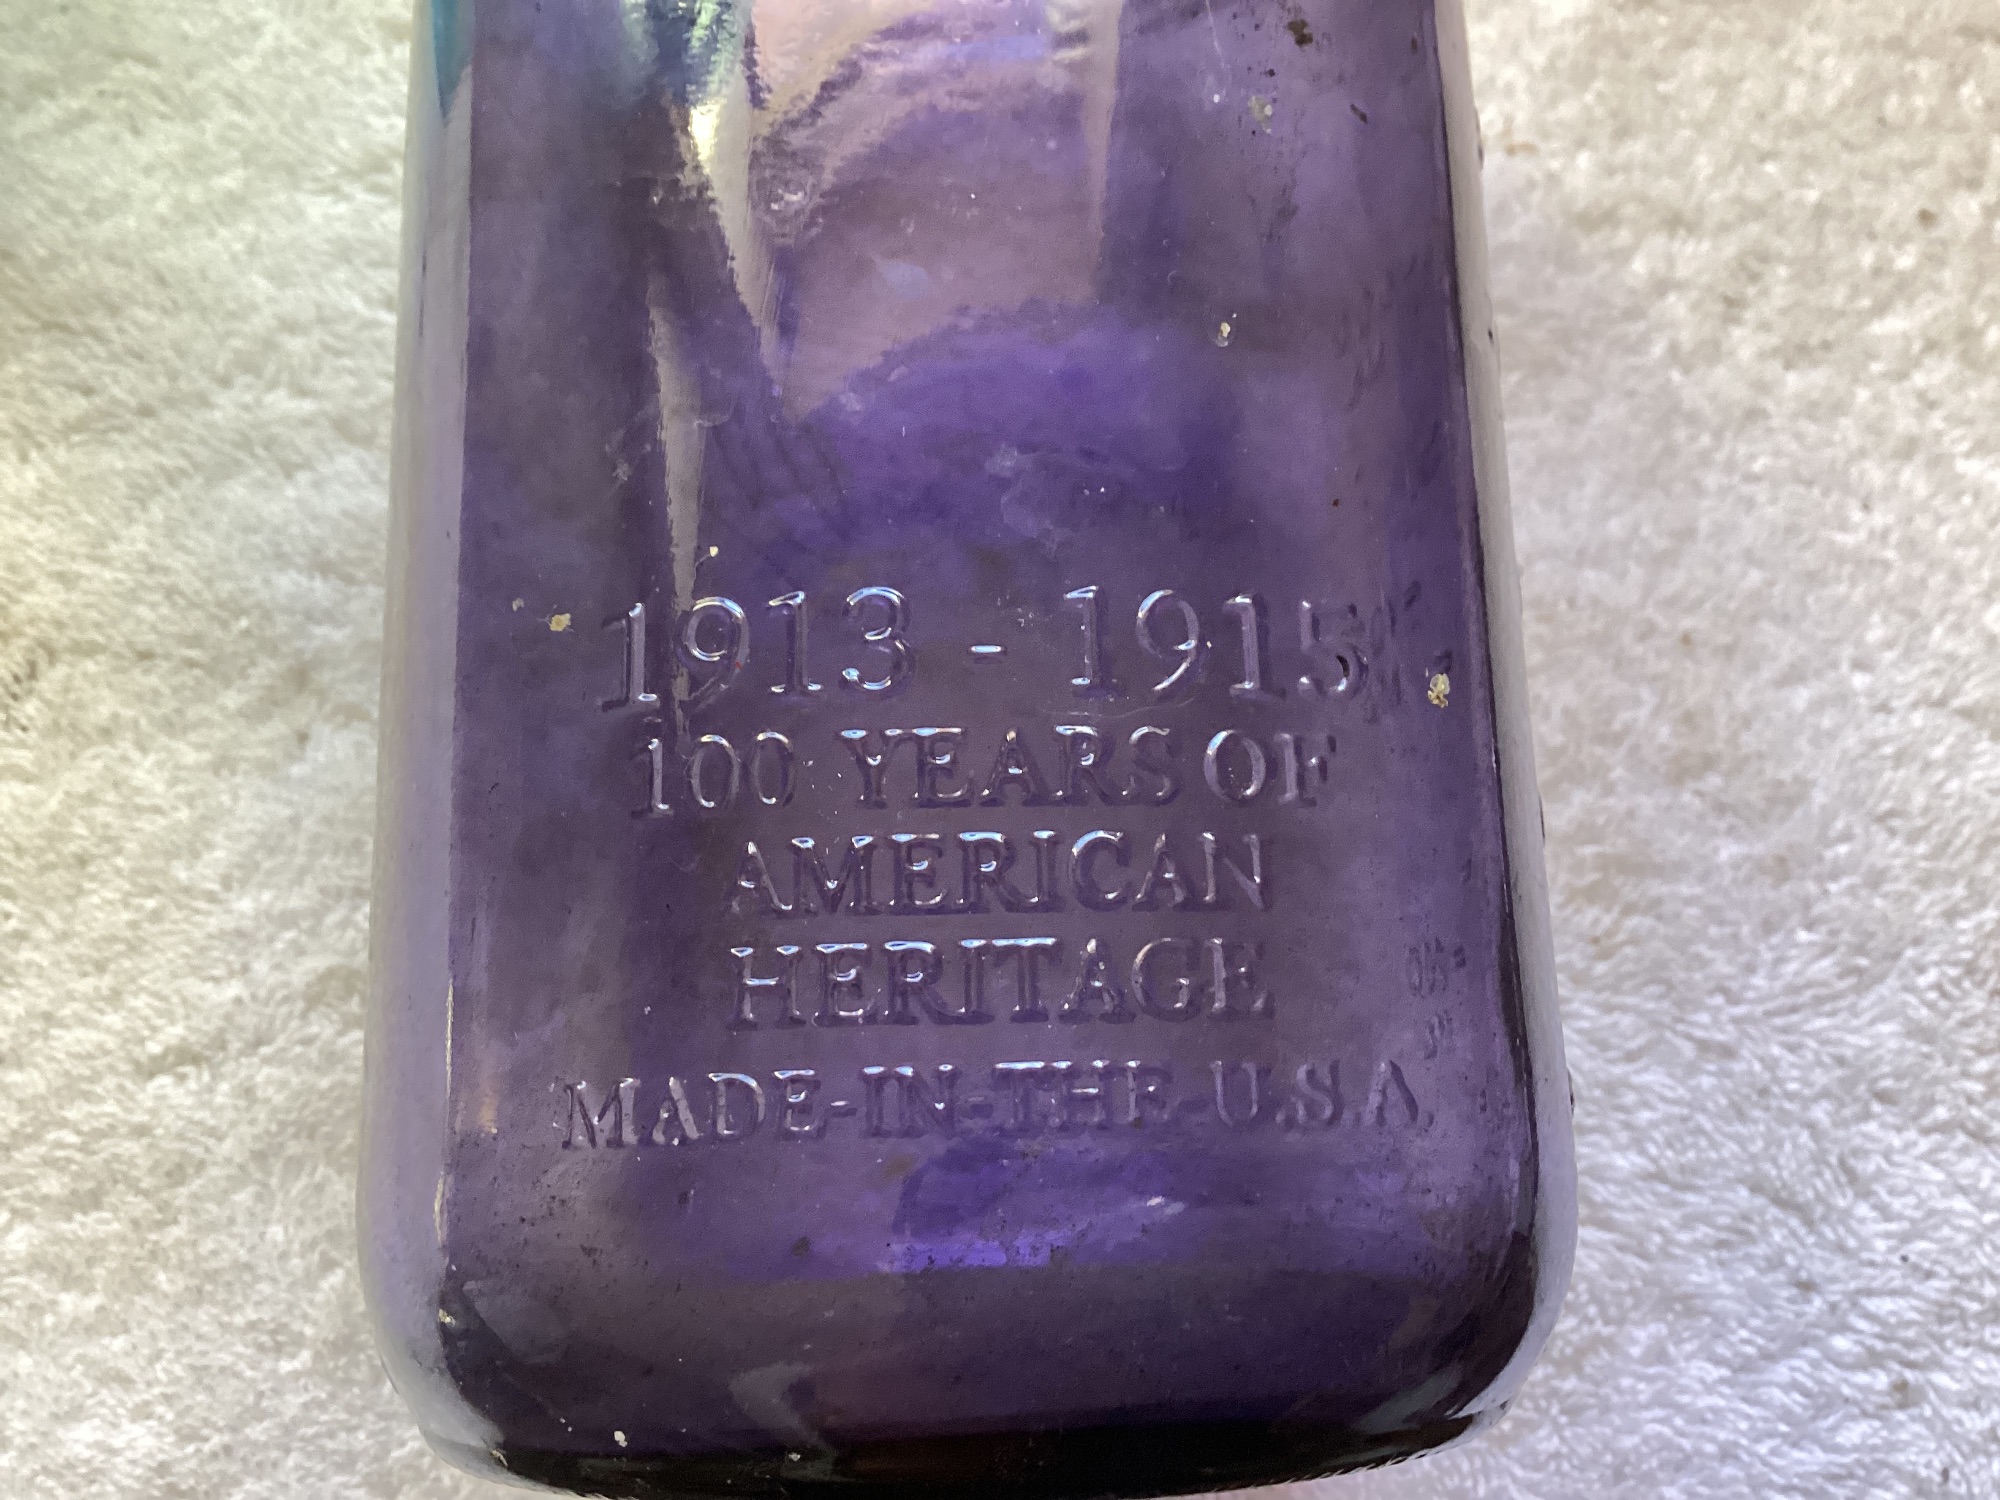 1913 - 1915
100 YEARS OF
AMERICAN
HERITAGE
MADE-IN-THE-U.S.A.